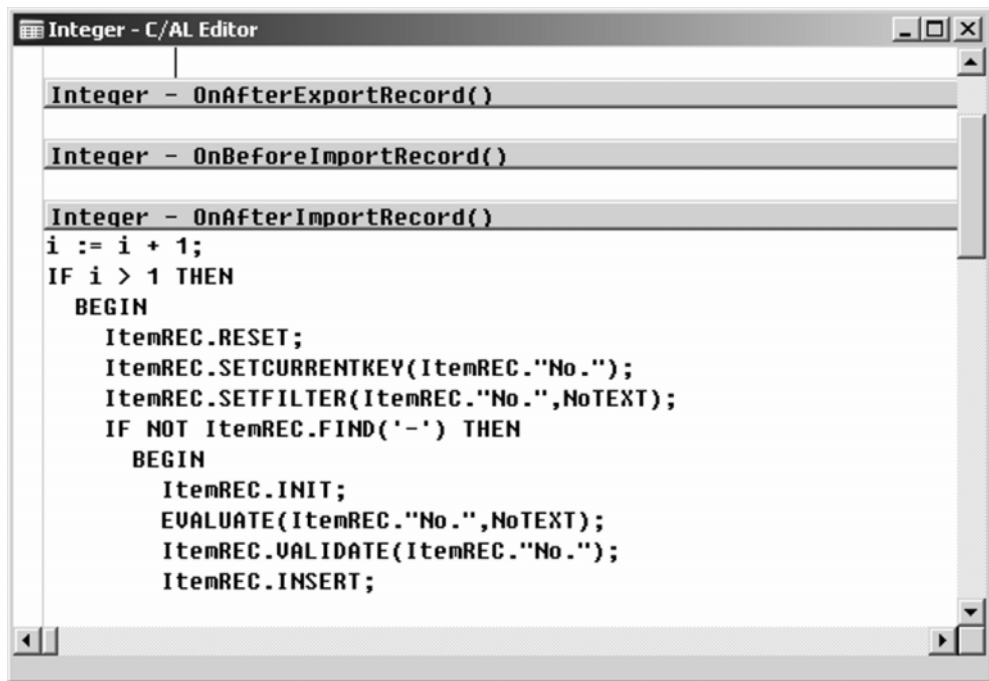 Integer - C/AL Editor
Integer - OnAfterExportRecord()
Integer - OnBeforeImportRecord()
Integer - OnAfterImportRecord()
i := i + 1;
IF i > 1 THEN
BEGIN
ItemREC.RESET;
ItemREC.SETCURRENTKEY(ItemREC."No.");
ItemREC.SETFILTER(ItemREC."No.",NoTEXT);
IF NOT ItemREC.FIND('-') THEN
BEGIN
ItemREC.INIT;
EVALUATE(ItemREC."No.",NoTEXT);
ItemREC.VALIDATE(ItemREC."No.");
ItemREC.INSERT;